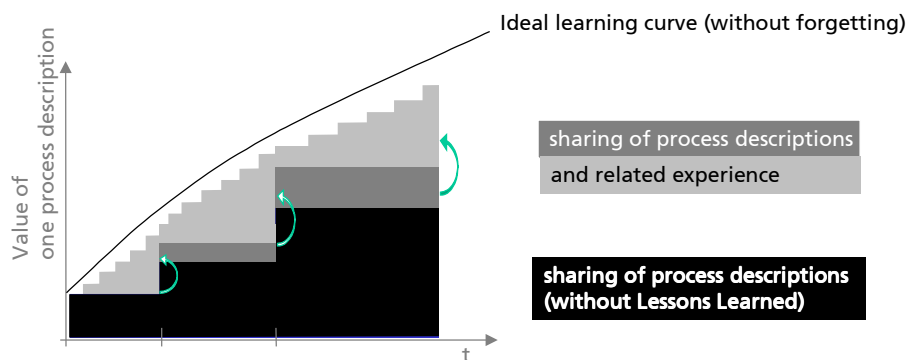 Ideal learning curve (without forgetting)
Value of
one process description
sharing of process descriptions
and related experience
sharing of process descriptions
(without Lessons Learned)
t